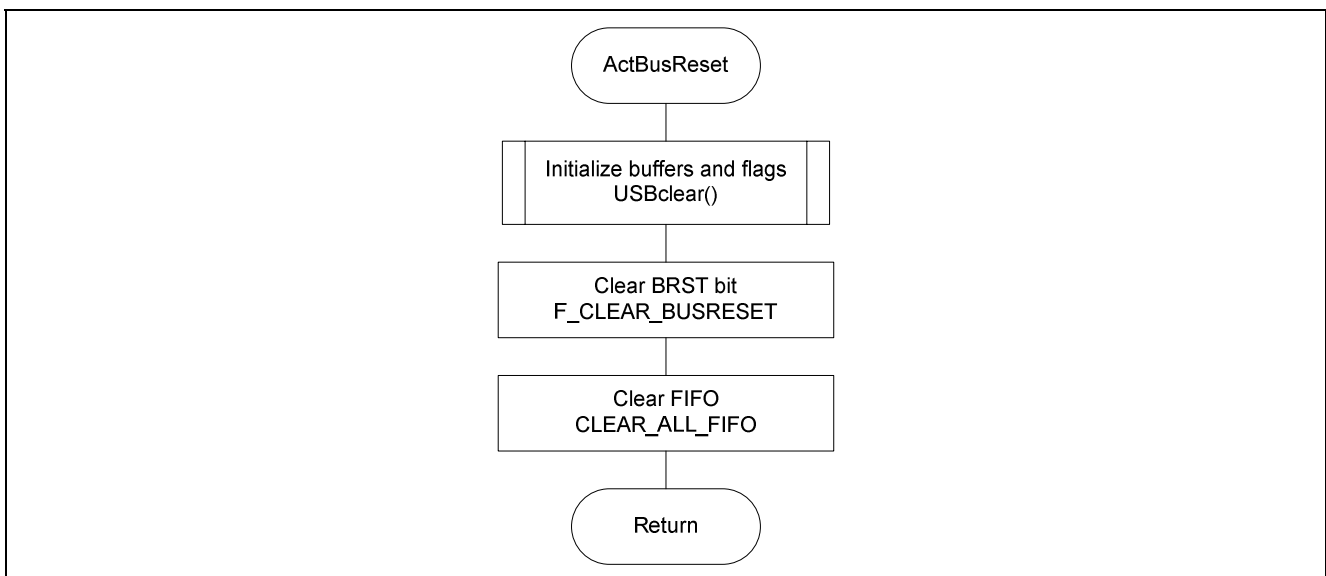 ActBusReset
Initialize buffers and flags
USBclear()
Clear BRST bit
F_CLEAR_BUSRESET
Clear FIFO
CLEAR_ALL_FIFO
Return